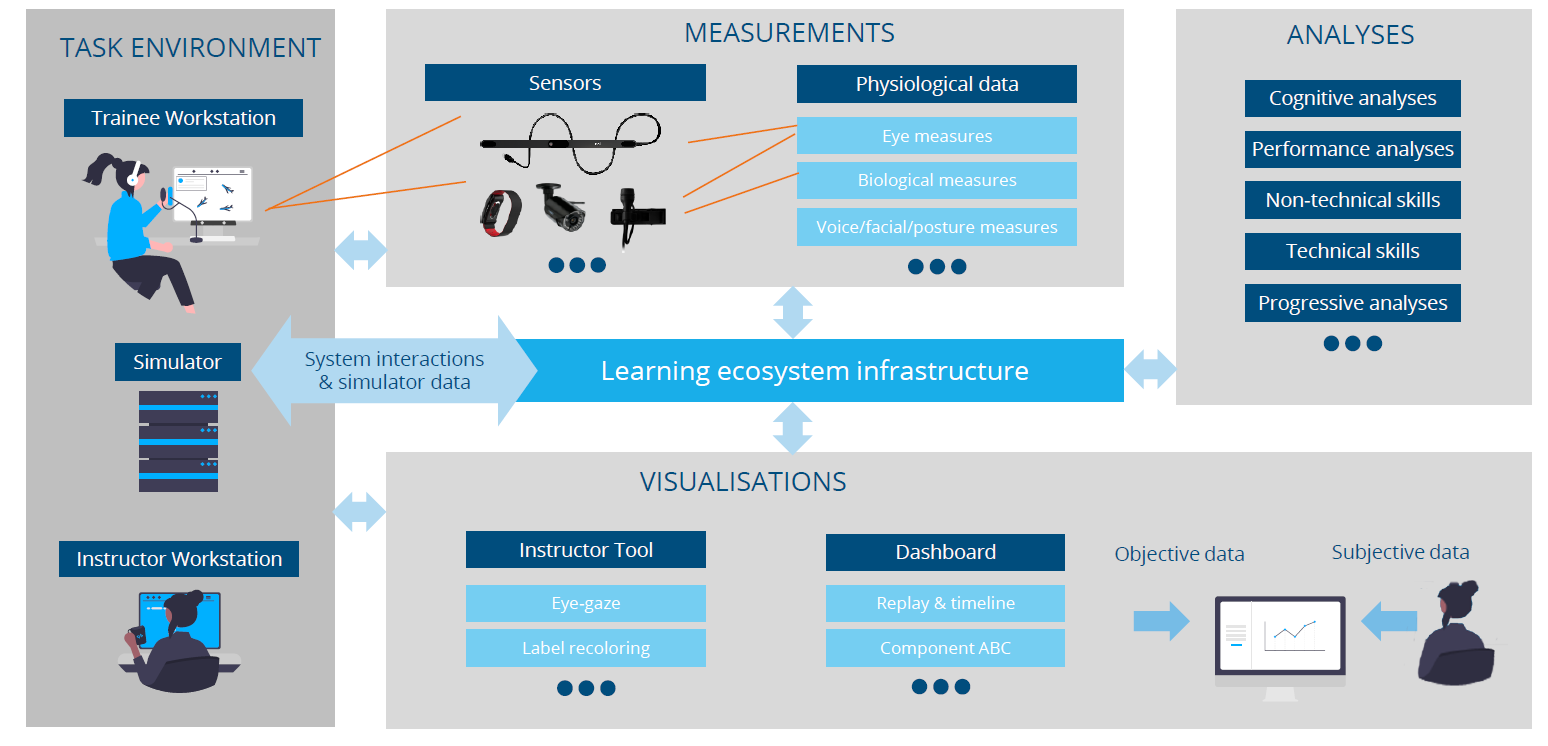 TASK ENVIRONMENT
Trainee Workstation
Simulator
Instructor Workstation
System interactions
& simulator data
MEASUREMENTS
Sensors
Physiological data
Eye measures
Biological measures
Voice/facial/posture measures
Learning ecosystem infrastructure
ANALYSES
Cognitive analyses
Performance analyses
Non-technical skills
Technical skills
Progressive analyses
VISUALISATIONS
Instructor Tool
Eye-gaze
Label recoloring
Dashboard
Replay & timeline
Component ABC
Objective data
Subjective data